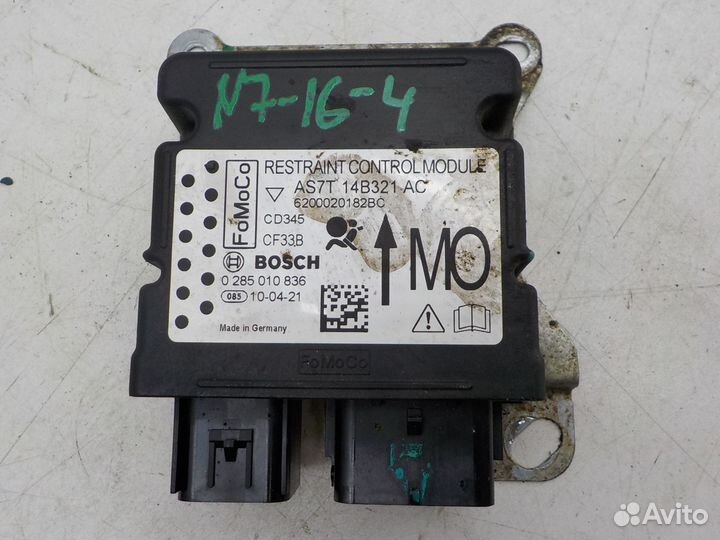 N7-16-4
FoMoCo
RESTRAINT CONTROL MODULE
AS7T 14B321 AC
6200020182BC
CD345
CF33B
BOSCH
0 285 010 836
085 10-04-21
Made in Germany
MO
FoMoCo
Avito